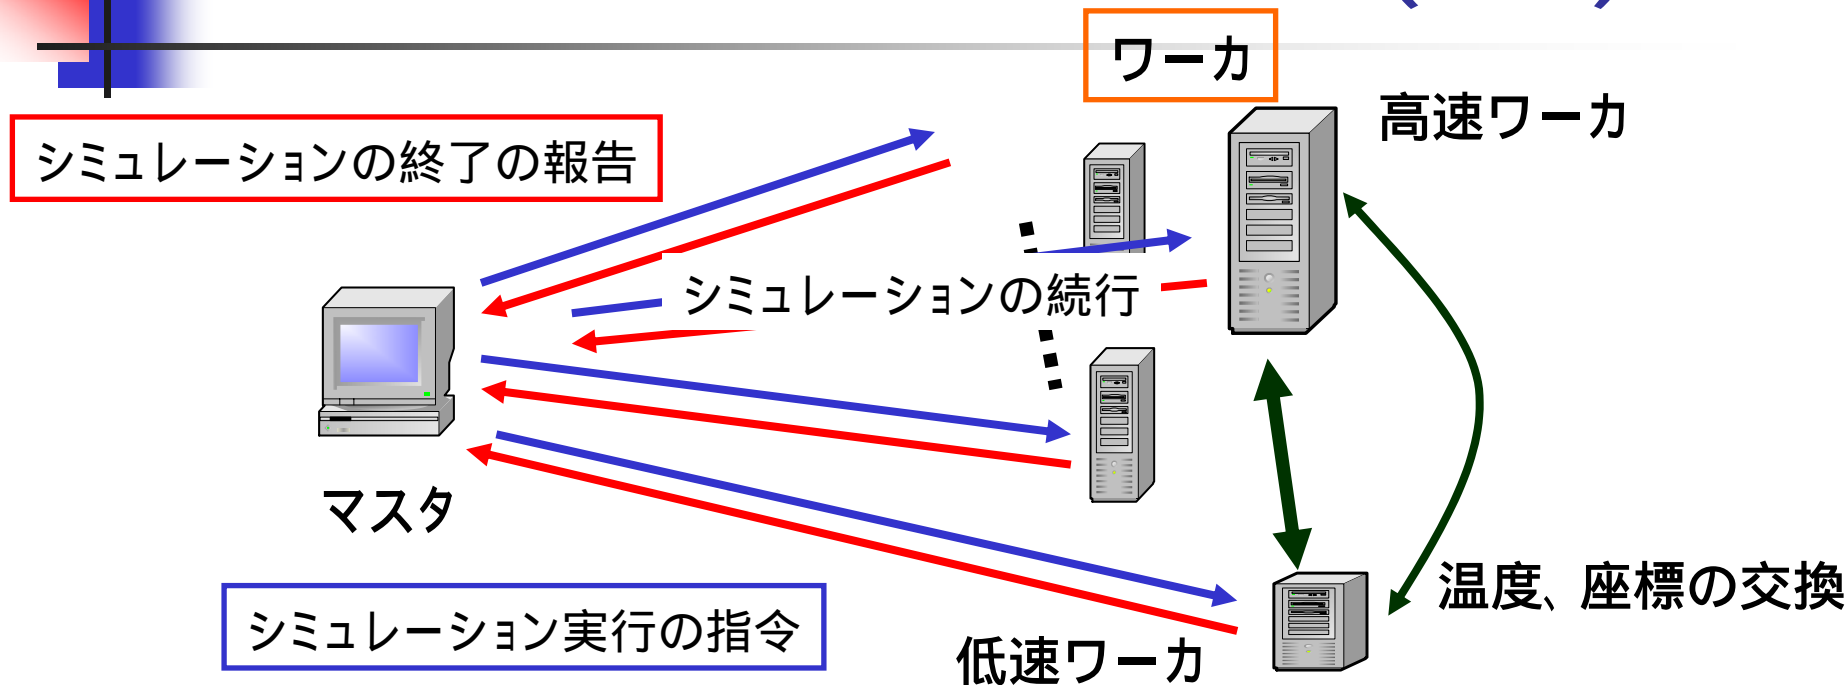 ワーカ
高速ワーカ
シミュレーションの終了の報告
シミュレーションの続行
マスタ
温度、座標の交換
シミュレーション実行の指令
低速ワーカ